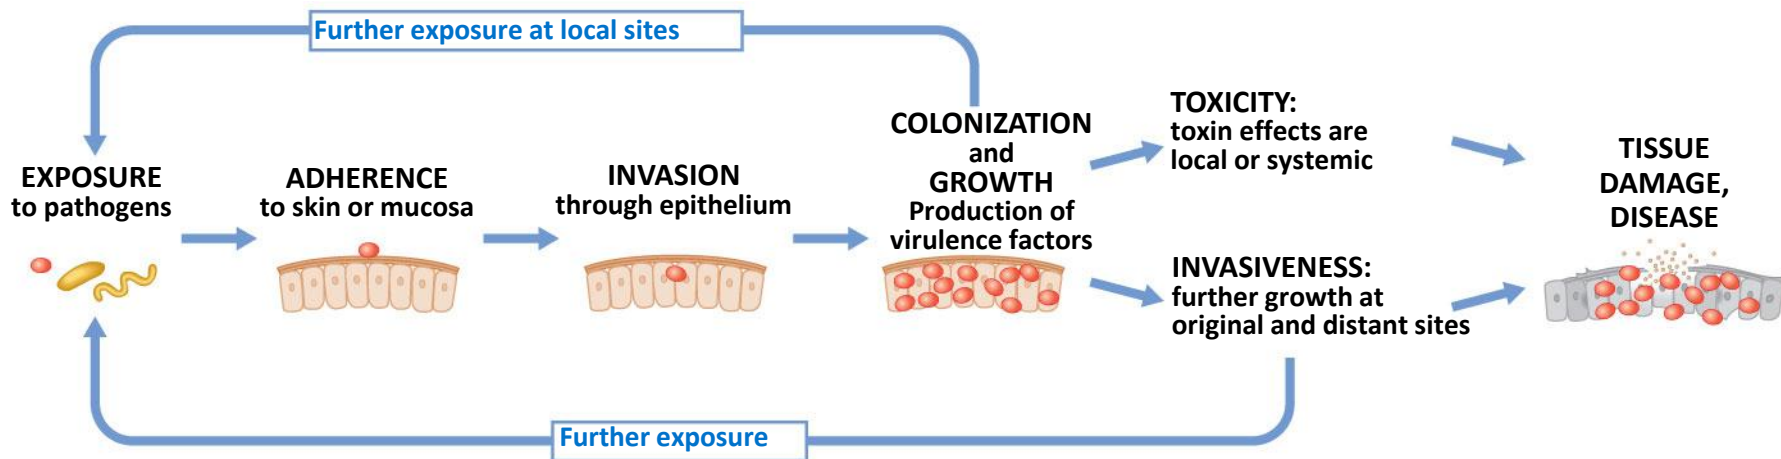 Further exposure at local sites
EXPOSURE
to pathogens
ADHERENCE
to skin or mucosa
INVASION
through epithelium
COLONIZATION
and
GROWTH
Production of
virulence factors
TOXICITY:
toxin effects are
local or systemic
INVASIVENESS:
further growth at
original and distant sites
TISSUE
DAMAGE,
DISEASE
Further exposure